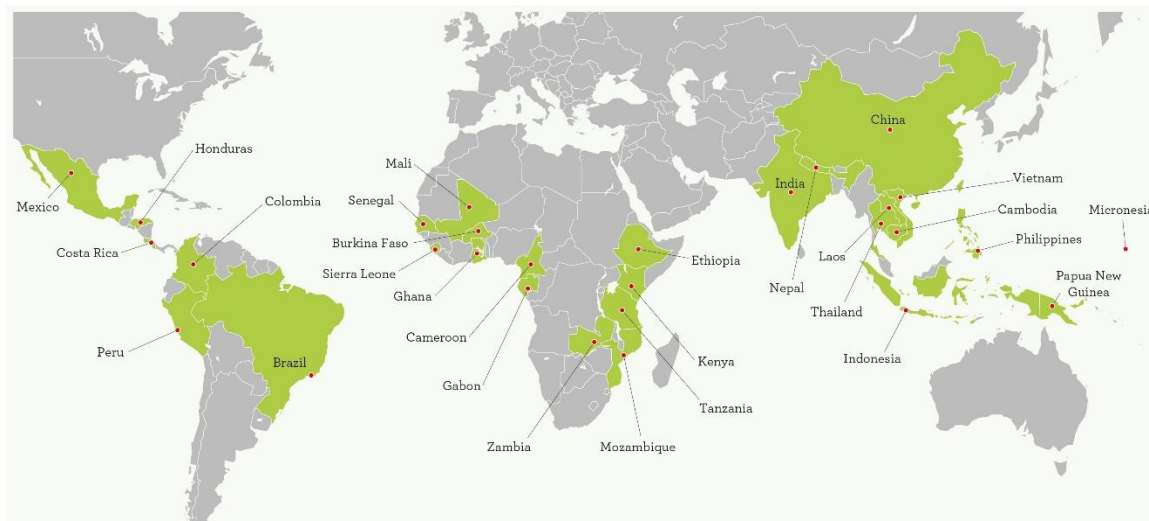 China
Honduras
Mali
Vietnam
India
Mexico
Senegal
Colombia
Cambodia
Micronesia
Burkina Faso
Philippines
Costa Rica
Ethiopia
Laos
Sierra Leone
Nepal
Papua New
Guinea
Ghana
Thailand
Cameroon
Peru
Brazil
Kenya
Indonesia
Gabon
Tanzania
Zambia
Mozambique